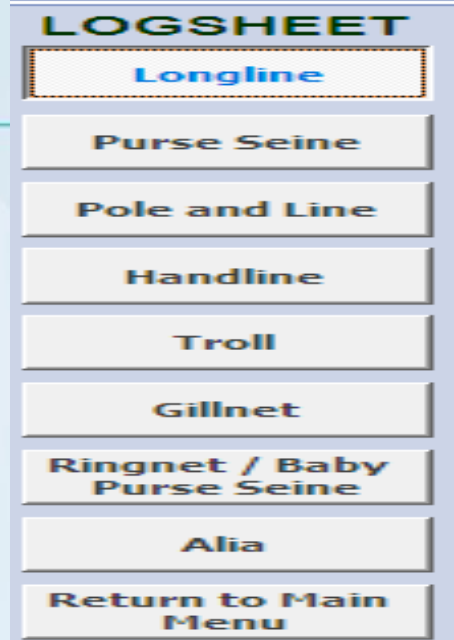 LOGSHEET
Longline
Purse Seine
Pole and Line
Handline
Troll
Gillnet
Ringnet / Baby
Purse Seine
Alia
Return to Main
Menu